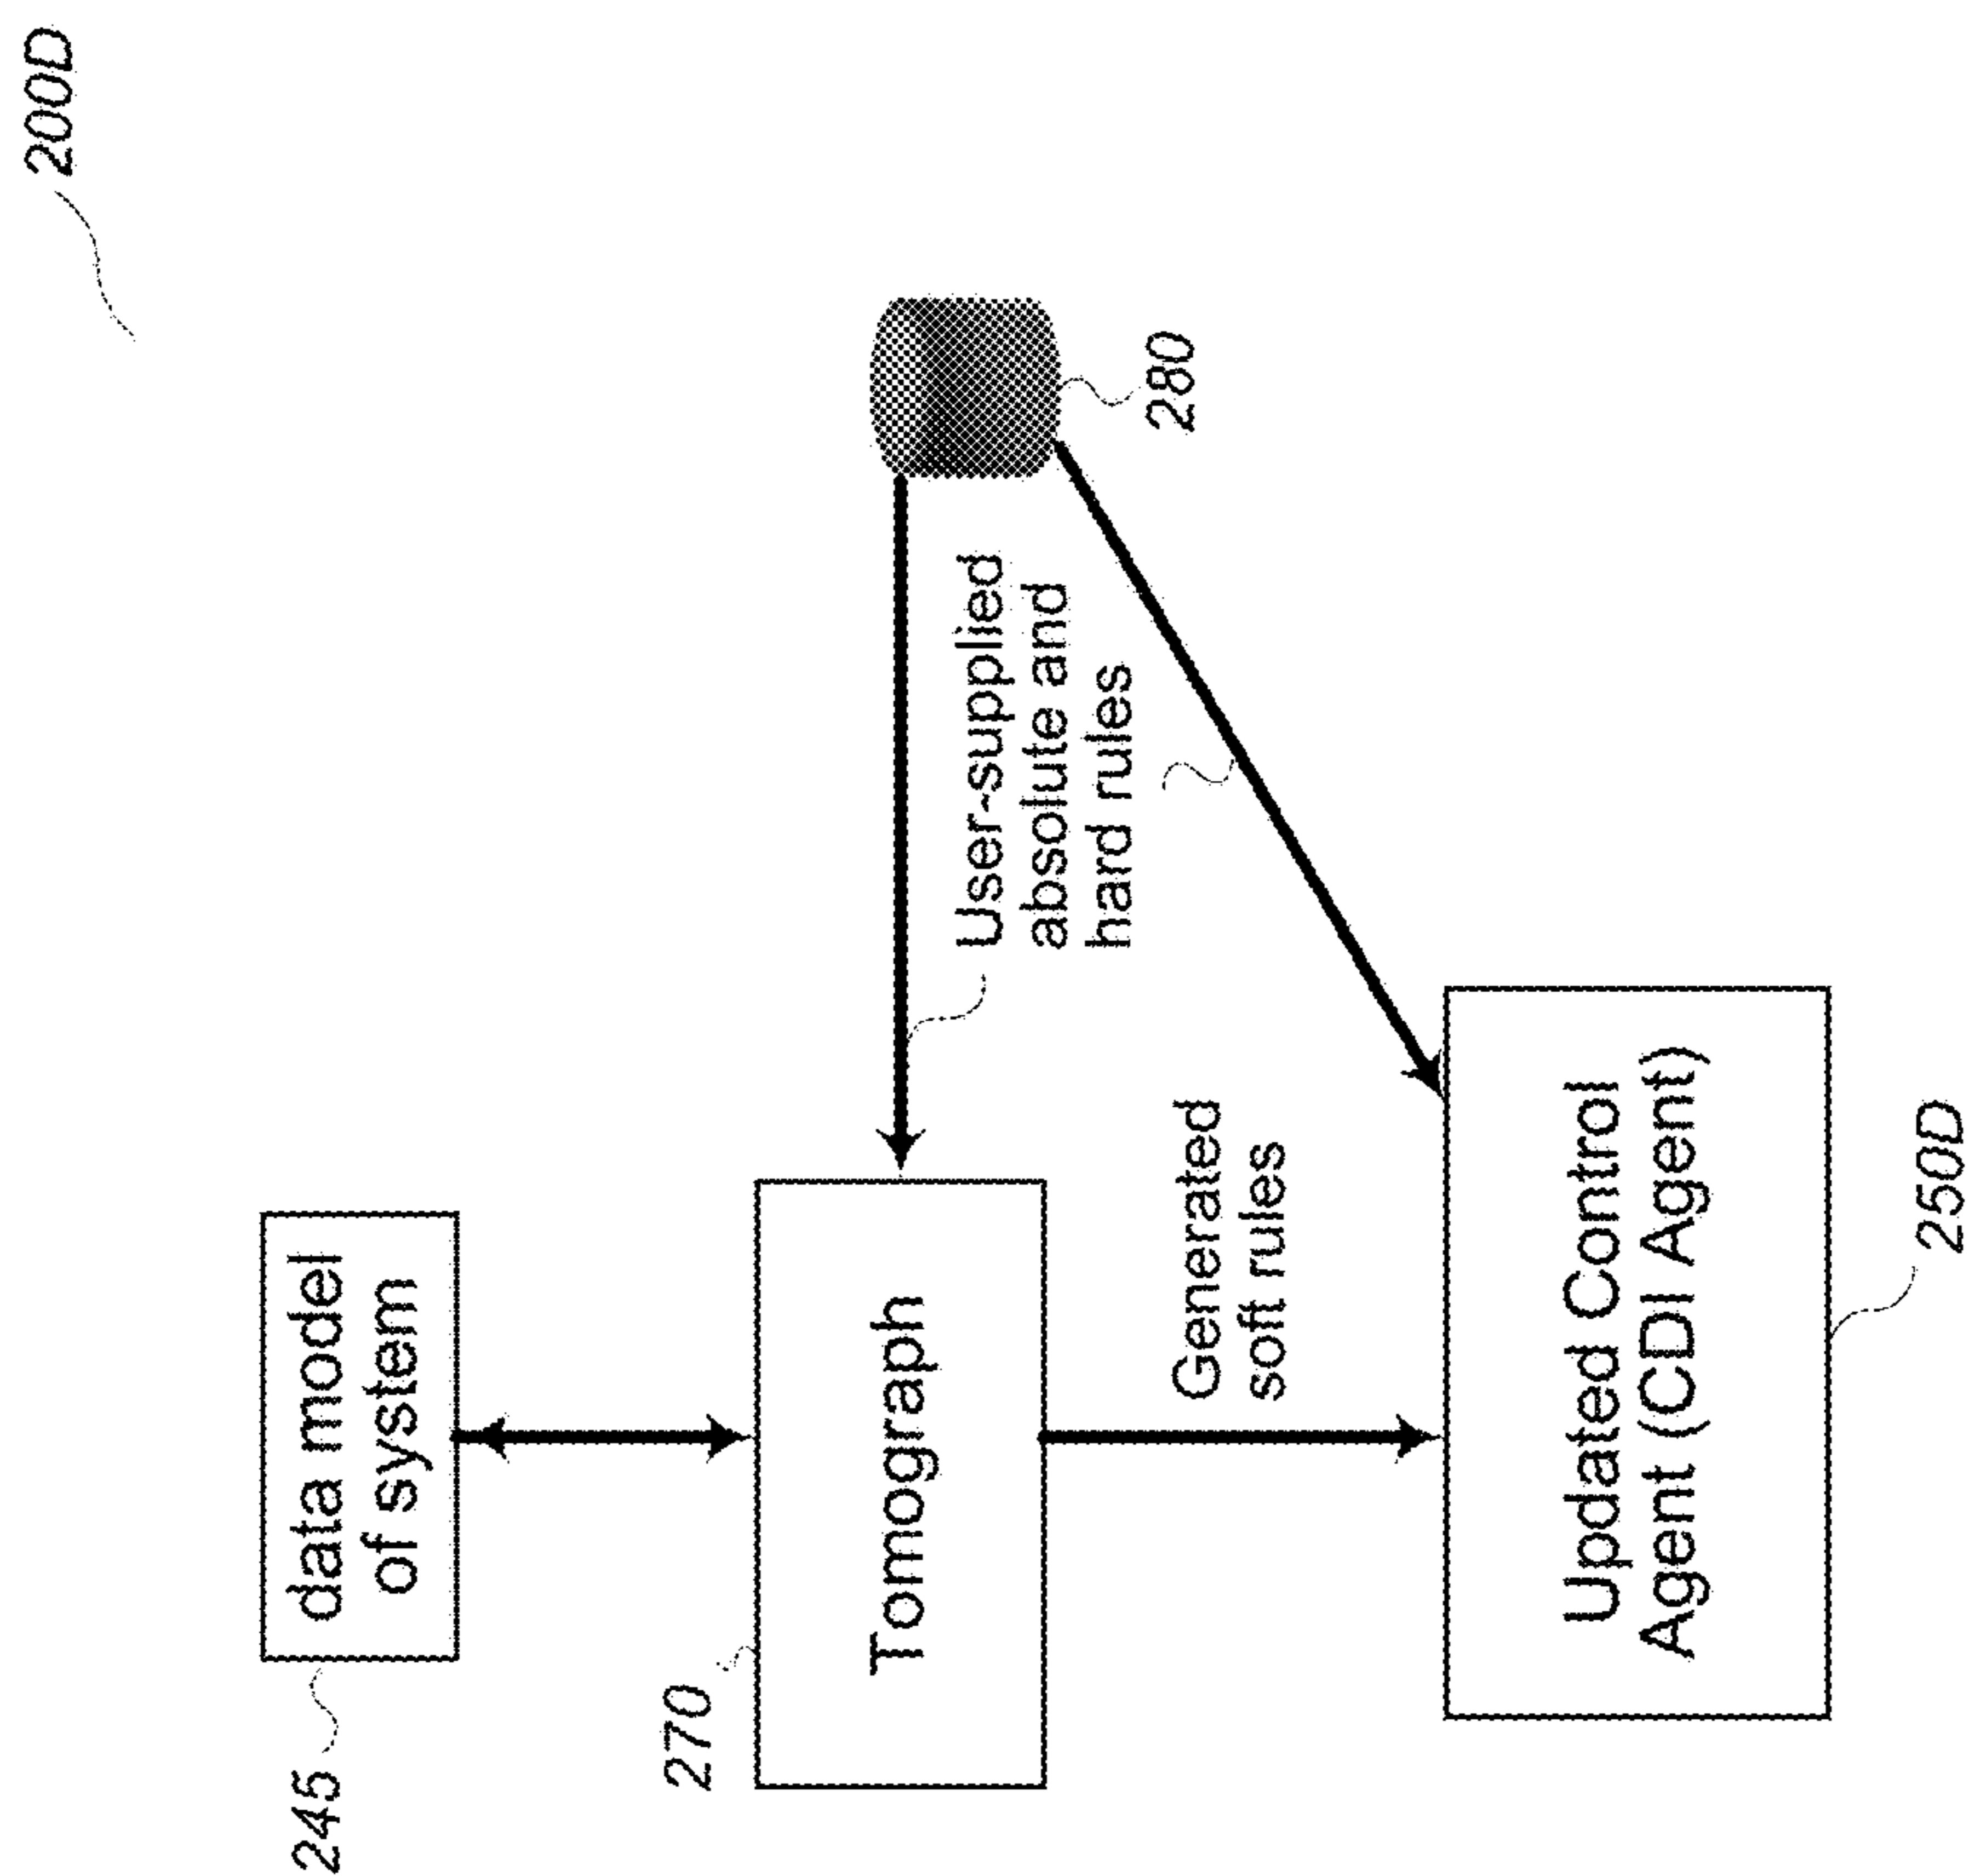 200D
245
data model
of system
270
Tomograph
User-supplied
absolute and
hard rules
280
Generated
soft rules
Updated Control
Agent (CDI Agent)
250D